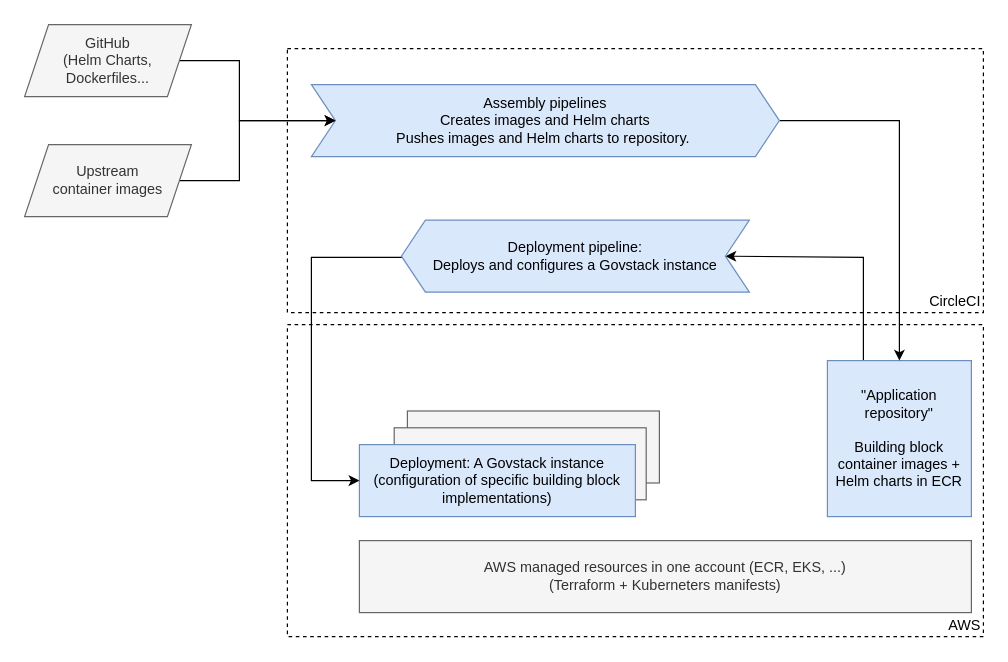 GitHub
(Helm Charts,
Dockerfiles...
Upstream
container images
Assembly pipelines
Creates images and Helm charts
Pushes images and Helm charts to repository.
Deployment pipeline:
Deploys and configures a Govstack instance
CircleCI
"Application
repository"
Building block
container images +
Helm charts in ECR
Deployment: A Govstack instance
(configuration of specific building block
implementations)
AWS managed resources in one account (ECR, EKS, ...)
(Terraform + Kuberneters manifests)
AWS